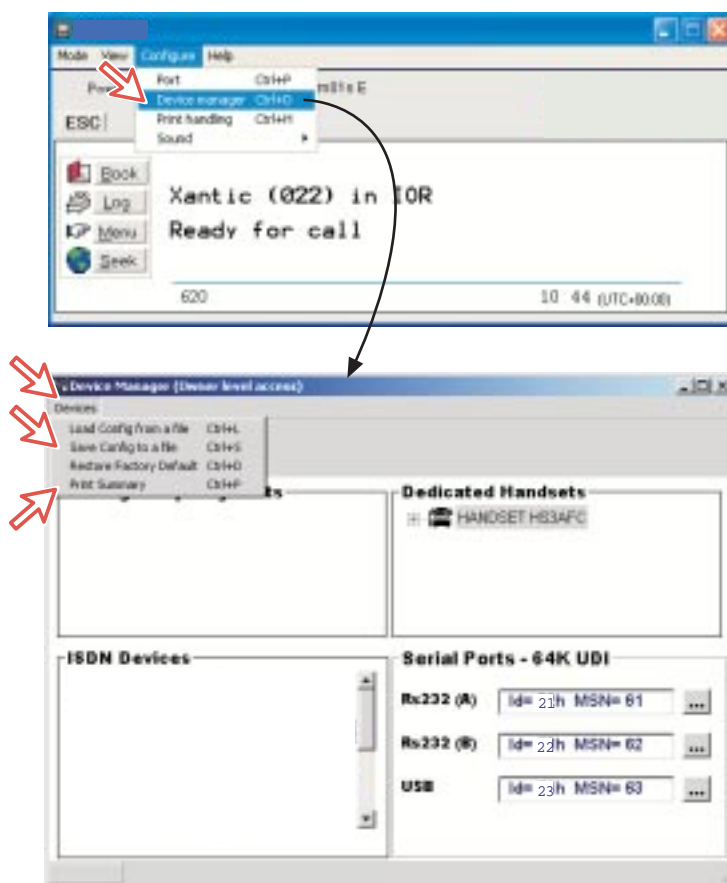 Mode View Configure Help
Port Ctrl+P
Device manager Ctrl+D
Print handling Ctrl+H
Sound
ESC
Book
Log
Menu
Seek
Xantic (022) in IOR
Ready for call
620 10 44 (UTC+00:00)
Device Manager (Owner level access)
Devices
Load Config from a file Ctrl+L
Save Config to a file Ctrl+S
Restore Factory Default Ctrl+D
Print Summary Ctrl+P
Dedicated Handsets
HANDSET HS3AFC
ISDN Devices
Serial Ports - 64K UDI
Rs232 (A) Id= 21h MSN= 61 ...
Rs232 (B) Id= 22h MSN= 62 ...
USB Id= 23h MSN= 63 ...